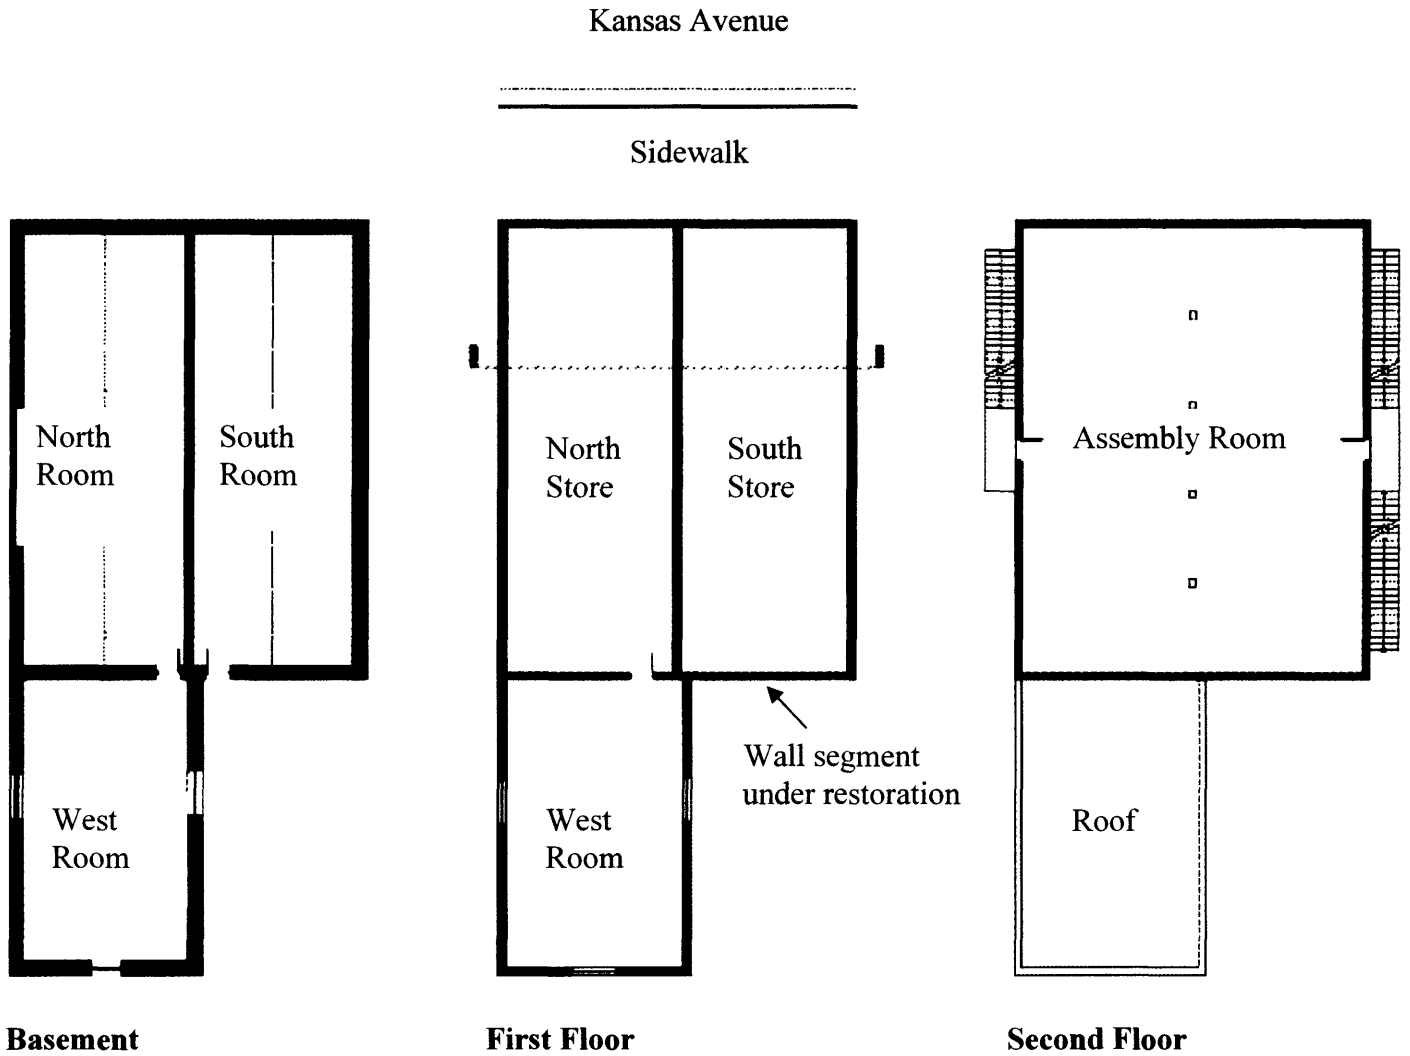 Kansas Avenue
Sidewalk
North
Room
South
Room
West
Room
Basement
North
Store
South
Store
Wall segment
under restoration
West
Room
First Floor
Assembly Room
Roof
Second Floor